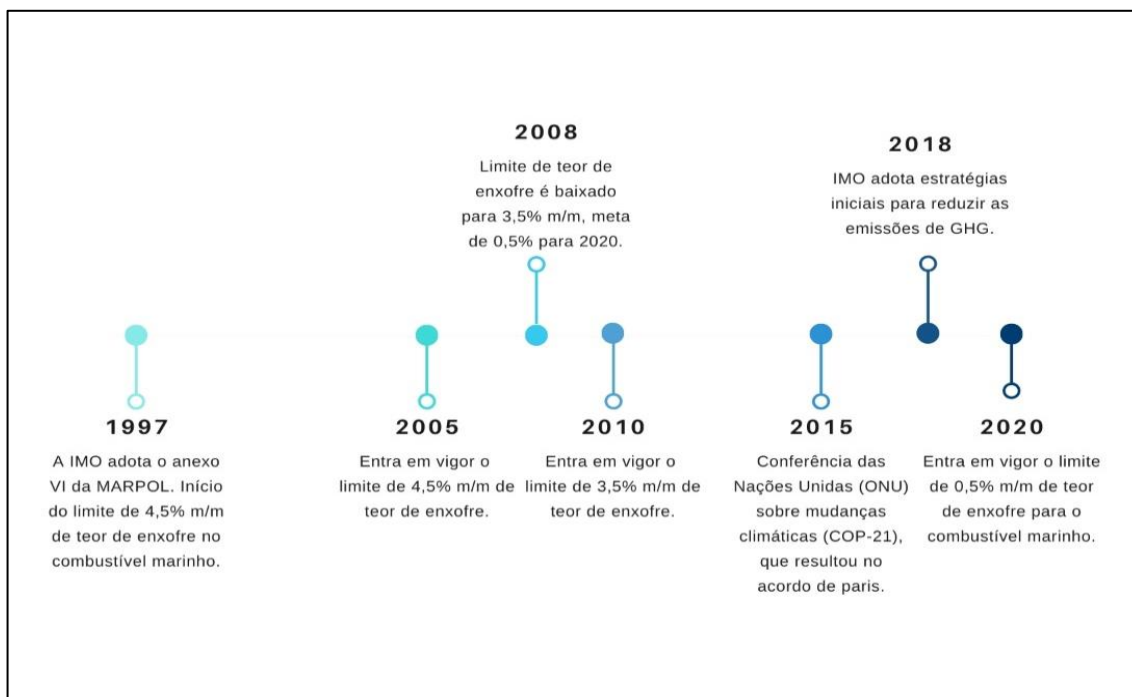 2008
Limite de teor de
enxofre é baixado
para 3,5% m/m, meta
de 0,5% para 2020.
2018
IMO adota estratégias
iniciais para reduzir as
emissões de GHG.
1997
A IMO adota o anexo
VI da MARPOL. Início
do limite de 4,5% m/m
de teor de enxofre no
combustível marinho.
2005
Entra em vigor o
limite de 4,5% m/m de
teor de enxofre.
2010
Entra em vigor o
limite de 3,5% m/m de
teor de enxofre.
2015
Conferência das
Nações Unidas (ONU)
sobre mudanças
climáticas (COP-21),
que resultou no
acordo de paris.
2020
Entra em vigor o limite
de 0,5% m/m de teor
de enxofre para o
combustível marinho.